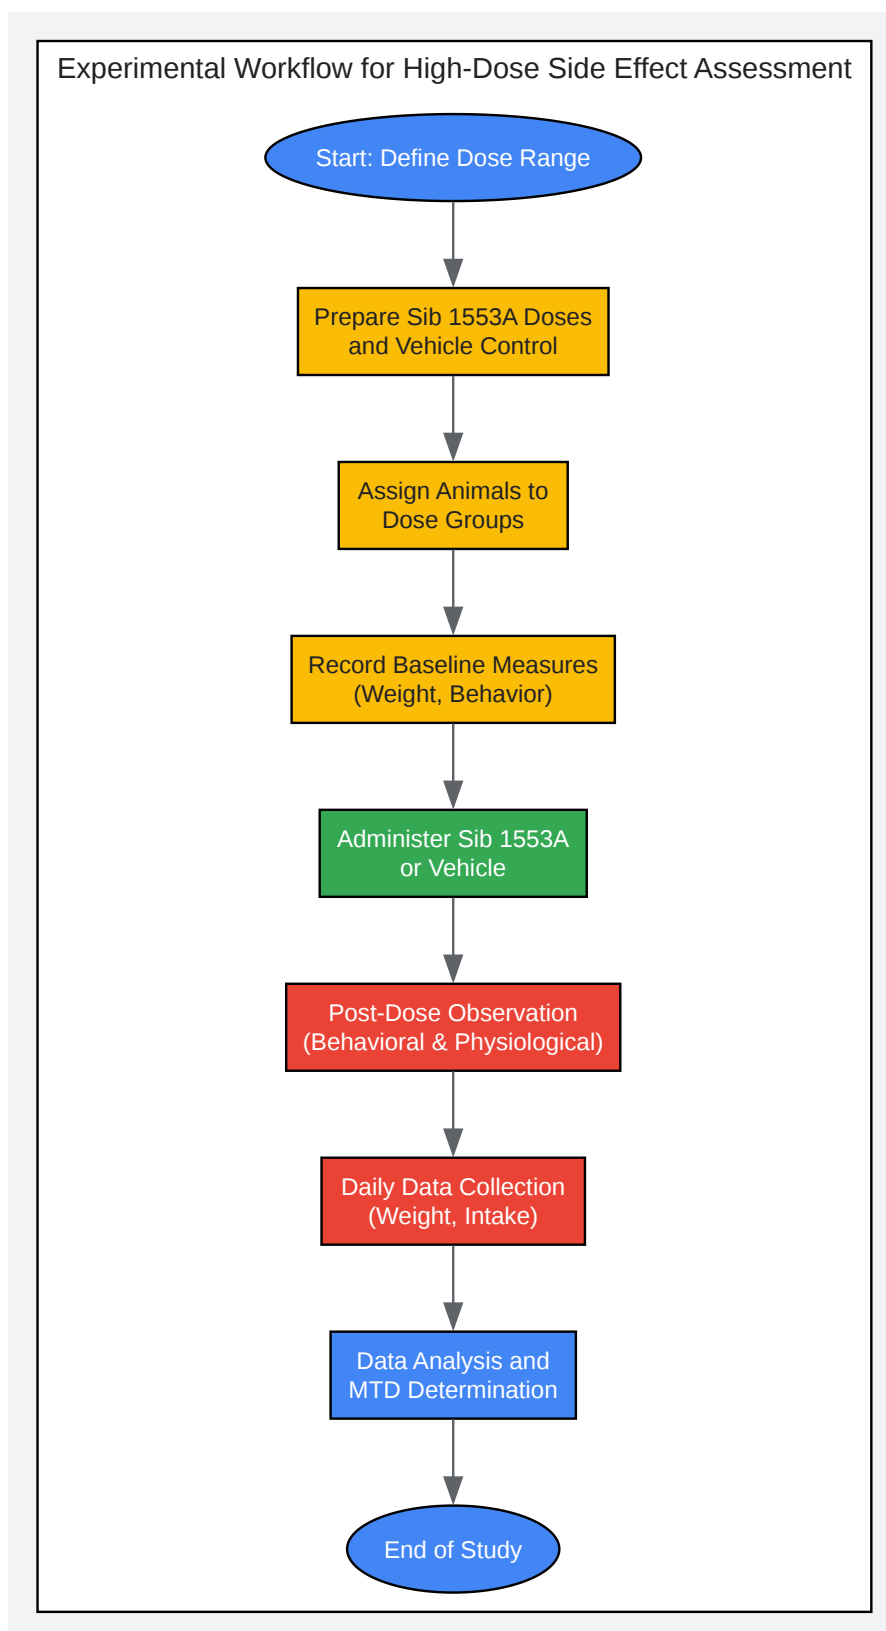 Experimental Workflow for High-Dose Side Effect Assessment
Start: Define Dose Range
Prepare Sib 1553A Doses
and Vehicle Control
Assign Animals to
Dose Groups
Record Baseline Measures
(Weight, Behavior)
Administer Sib 1553A
or Vehicle
Post-Dose Observation
(Behavioral & Physiological)
Daily Data Collection
(Weight, Intake)
Data Analysis and
MTD Determination
End of Study